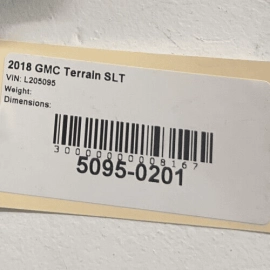 2018 GMC Terrain SLT
VIN: L205095
Weight:
Dimensions:
3000000008167
5095-0201